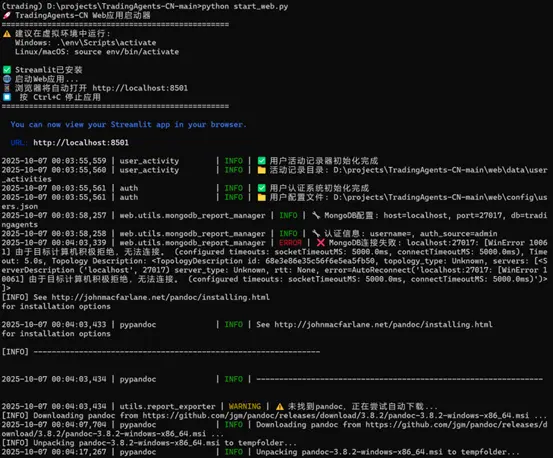 (trading) D:\projects\TradingAgents-CN-main>python start_web.py
🚀 TradingAgents-CN Web应用启动器
==================================================
⚠️ 建议在虚拟环境中运行:
Windows: .\env\Scripts\activate
Linux/macOS: source env/bin/activate
✅ Streamlit已安装
🌐 启动Web应用...
📱 浏览器将自动打开 http://localhost:8501
⏹️ 按 Ctrl+C 停止应用
==================================================
You can now view your Streamlit app in your browser.
URL: http://localhost:8501
2025-10-07 00:03:55,559 | user_activity | INFO | ✅ 用户活动记录器初始化完成
2025-10-07 00:03:55,560 | user_activity | INFO | 📁 活动记录目录: D:\projects\TradingAgents-CN-main\web\data\user
_activities
2025-10-07 00:03:55,561 | auth | INFO | ✅ 用户认证系统初始化完成
2025-10-07 00:03:55,561 | auth | INFO | 📁 用户配置文件: D:\projects\TradingAgents-CN-main\web\config\us
ers.json
2025-10-07 00:03:58,257 | web.utils.mongodb_report_manager | INFO | 🔧 MongoDB配置: host=localhost, port=27017, db=tradi
ngagents
2025-10-07 00:03:58,258 | web.utils.mongodb_report_manager | INFO | 🔧 认证信息: username=, auth_source=admin
2025-10-07 00:04:03,339 | web.utils.mongodb_report_manager | ERROR | ❌ MongoDB连接失败: localhost:27017: [WinError 1006
1] 由于目标计算机积极拒绝，无法连接。 (configured timeouts: socketTimeoutMS: 5000.0ms, connectTimeoutMS: 5000.0ms), Time
out: 5.0s, Topology Description: <TopologyDescription id: 68e3e86e35c56f6e5ea5fb50, topology_type: Unknown, servers: [<S
erverDescription ('localhost', 27017) server_type: Unknown, rtt: None, error=AutoReconnect('localhost:27017: [WinError 1
0061] 由于目标计算机积极拒绝，无法连接。 (configured timeouts: socketTimeoutMS: 5000.0ms, connectTimeoutMS: 5000.0ms)')>
]>
[INFO] See http://johnmacfarlane.net/pandoc/installing.html
for installation options
2025-10-07 00:04:03,433 | pypandoc | INFO | See http://johnmacfarlane.net/pandoc/installing.html
for installation options
[INFO] ---------------------------------------------------------------
2025-10-07 00:04:03,434 | pypandoc | INFO | ---------------------------------------------------------------
2025-10-07 00:04:03,434 | utils.report_exporter | WARNING | ⚠️ 未找到pandoc，正在尝试自动下载...
[INFO] Downloading pandoc from https://github.com/jgm/pandoc/releases/download/3.8.2/pandoc-3.8.2-windows-x86_64.msi ...
2025-10-07 00:04:07,704 | pypandoc | INFO | Downloading pandoc from https://github.com/jgm/pandoc/releases/d
ownload/3.8.2/pandoc-3.8.2-windows-x86_64.msi ...
[INFO] Unpacking pandoc-3.8.2-windows-x86_64.msi to tempfolder...
2025-10-07 00:04:17,267 | pypandoc | INFO | Unpacking pandoc-3.8.2-windows-x86_64.msi to tempfolder...